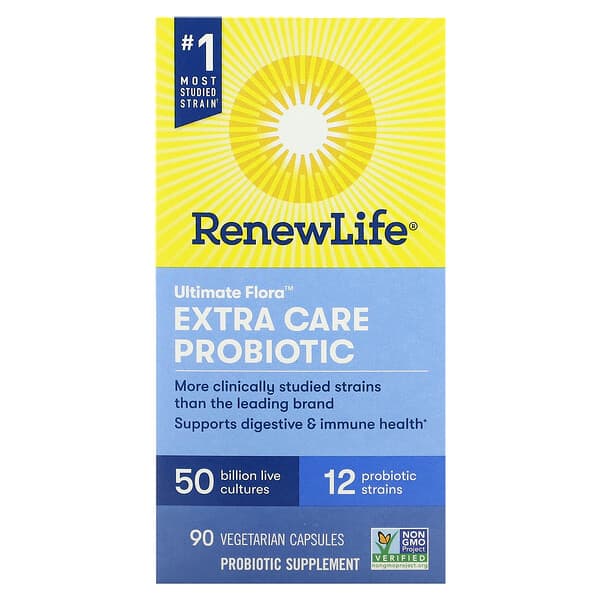 #1
MOST
STUDIED
STRAIN†
RenewLife®
Ultimate Flora™
EXTRA CARE
PROBIOTIC
More clinically studied strains
than the leading brand
Supports digestive & immune health*
50 billion live
cultures
12 probiotic
strains
90 VEGETARIAN CAPSULES
PROBIOTIC SUPPLEMENT
NON
GMO
Project
VERIFIED
nongmoproject.org